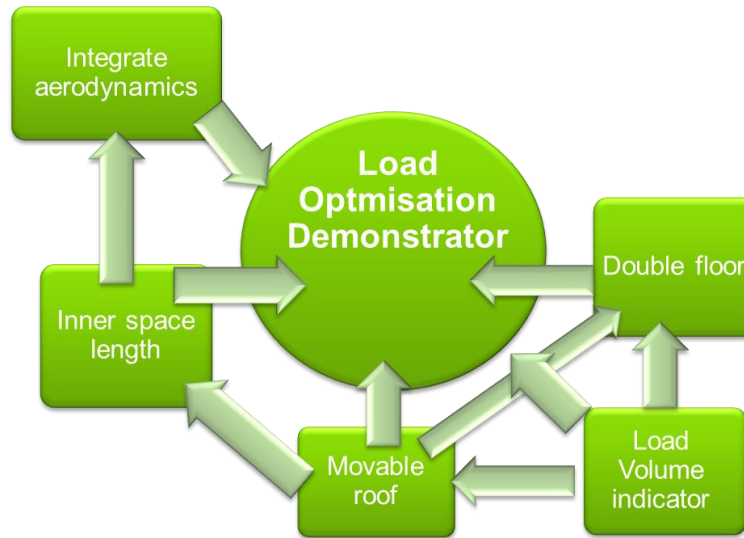 Integrate
aerodynamics
Load
Optmisation
Demonstrator
Double floor
Inner space
length
Movable
roof
Load
Volume
indicator